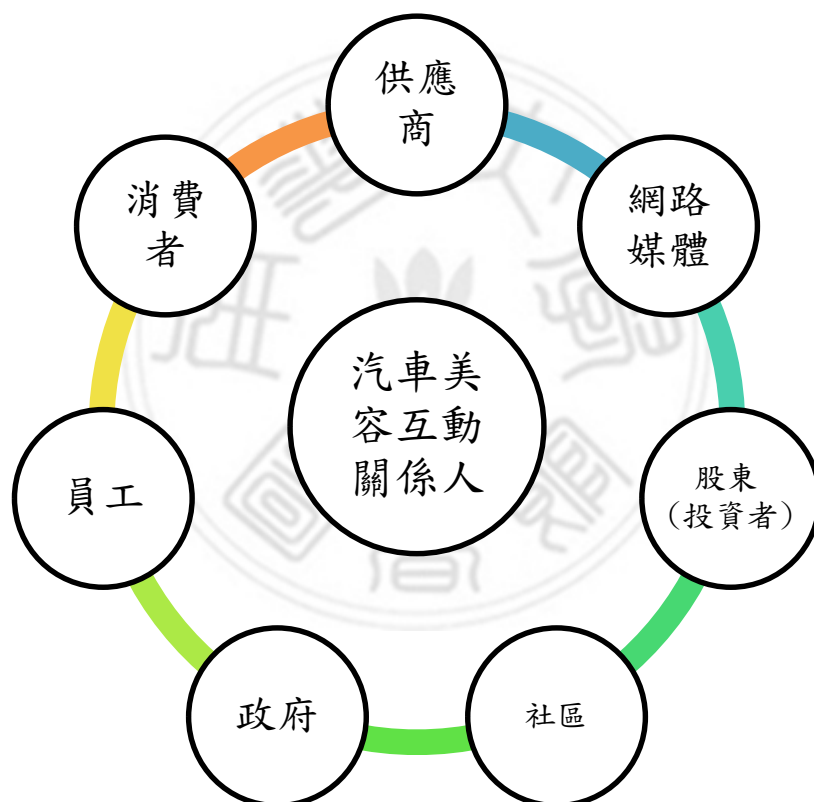 供應
商
網路
媒體
股東
（投資者）
社區
政府
員工
消費
者
汽車美
容互動
關係人